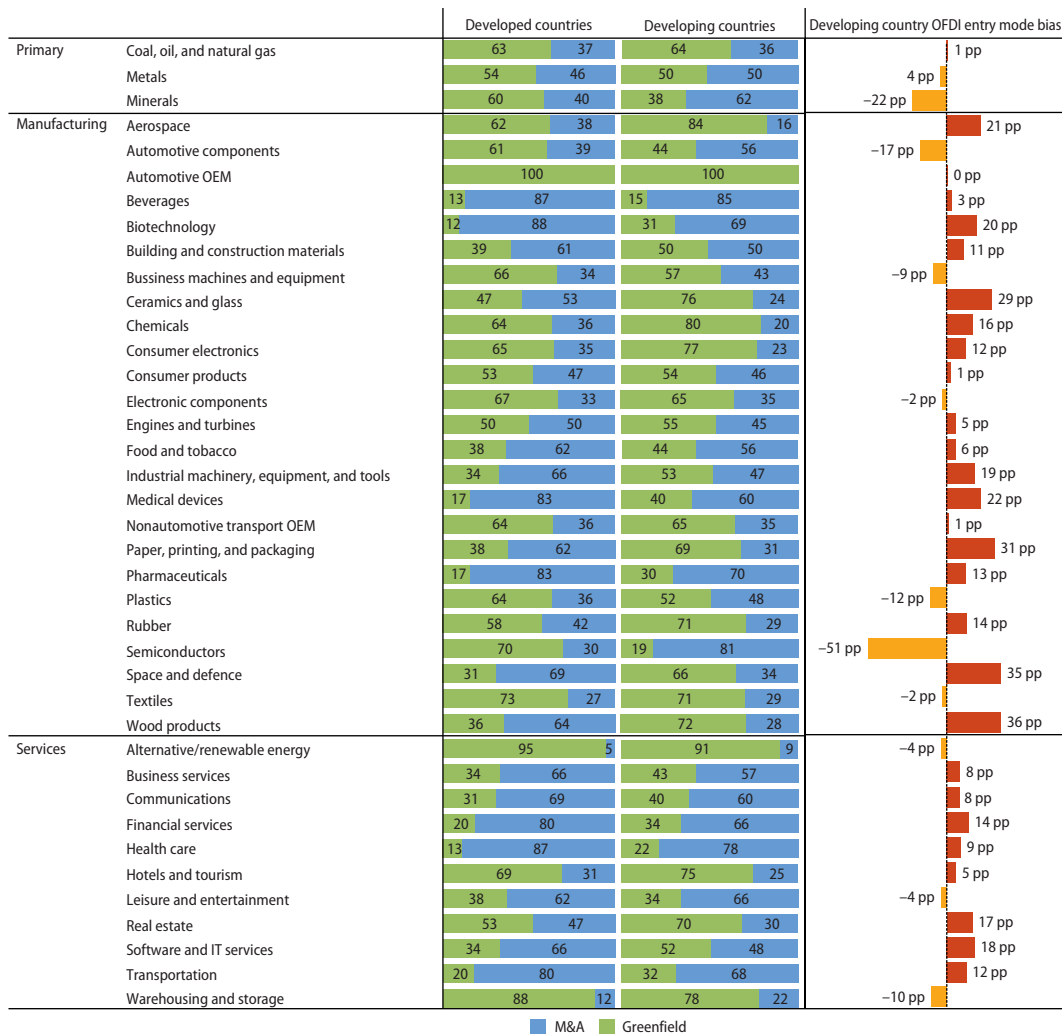 Developed countries Developing countries Developing country OFDI entry mode bias
Primary Coal, oil, and natural gas 63 37 64 36 1 pp
Metals 54 46 50 50 4 pp
Minerals 60 40 38 62 –22 pp
Manufacturing Aerospace 62 38 84 16 21 pp
Automotive components 61 39 44 56 –17 pp
Automotive OEM 100 100 0 pp
Beverages 13 87 15 85 3 pp
Biotechnology 12 88 31 69 20 pp
Building and construction materials 39 61 50 50 11 pp
Bussiness machines and equipment 66 34 57 43 –9 pp
Ceramics and glass 47 53 76 24 29 pp
Chemicals 64 36 80 20 16 pp
Consumer electronics 65 35 77 23 12 pp
Consumer products 53 47 54 46 1 pp
Electronic components 67 33 65 35 –2 pp
Engines and turbines 50 50 55 45 5 pp
Food and tobacco 38 62 44 56 6 pp
Industrial machinery, equipment, and tools 34 66 53 47 19 pp
Medical devices 17 83 40 60 22 pp
Nonautomotive transport OEM 64 36 65 35 1 pp
Paper, printing, and packaging 38 62 69 31 31 pp
Pharmaceuticals 17 83 30 70 13 pp
Plastics 64 36 52 48 –12 pp
Rubber 58 42 71 29 14 pp
Semiconductors 70 30 19 81 –51 pp
Space and defence 31 69 66 34 35 pp
Textiles 73 27 71 29 –2 pp
Wood products 36 64 72 28 36 pp
Services Alternative/renewable energy 95 5 91 9 –4 pp
Business services 34 66 43 57 8 pp
Communications 31 69 40 60 8 pp
Financial services 20 80 34 66 14 pp
Health care 13 87 22 78 9 pp
Hotels and tourism 69 31 75 25 5 pp
Leisure and entertainment 38 62 34 66 –4 pp
Real estate 53 47 70 30 17 pp
Software and IT services 34 66 52 48 18 pp
Transportation 20 80 32 68 12 pp
Warehousing and storage 88 12 78 22 –10 pp
M&A Greenfield